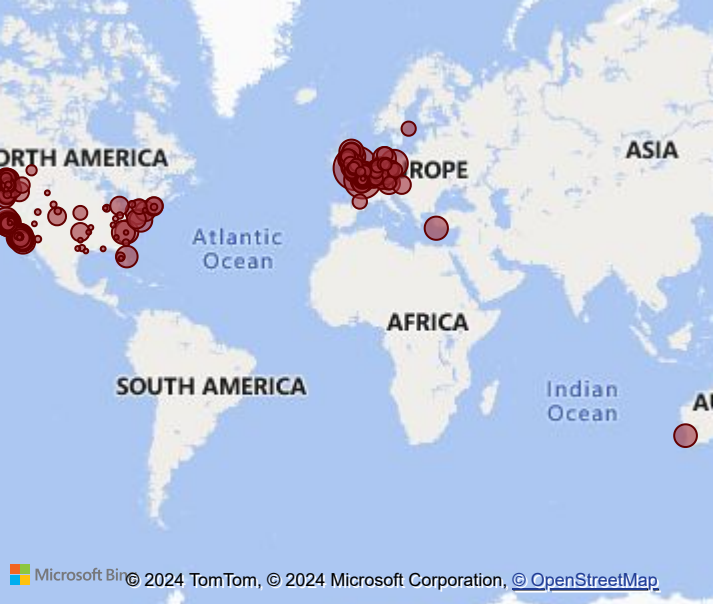 ORTH AMERICA
ROPE
ASIA
Atlantic
Ocean
AFRICA
SOUTH AMERICA
Indian
Ocean
AU
Microsoft Bing
© 2024 TomTom, © 2024 Microsoft Corporation, © OpenStreetMap